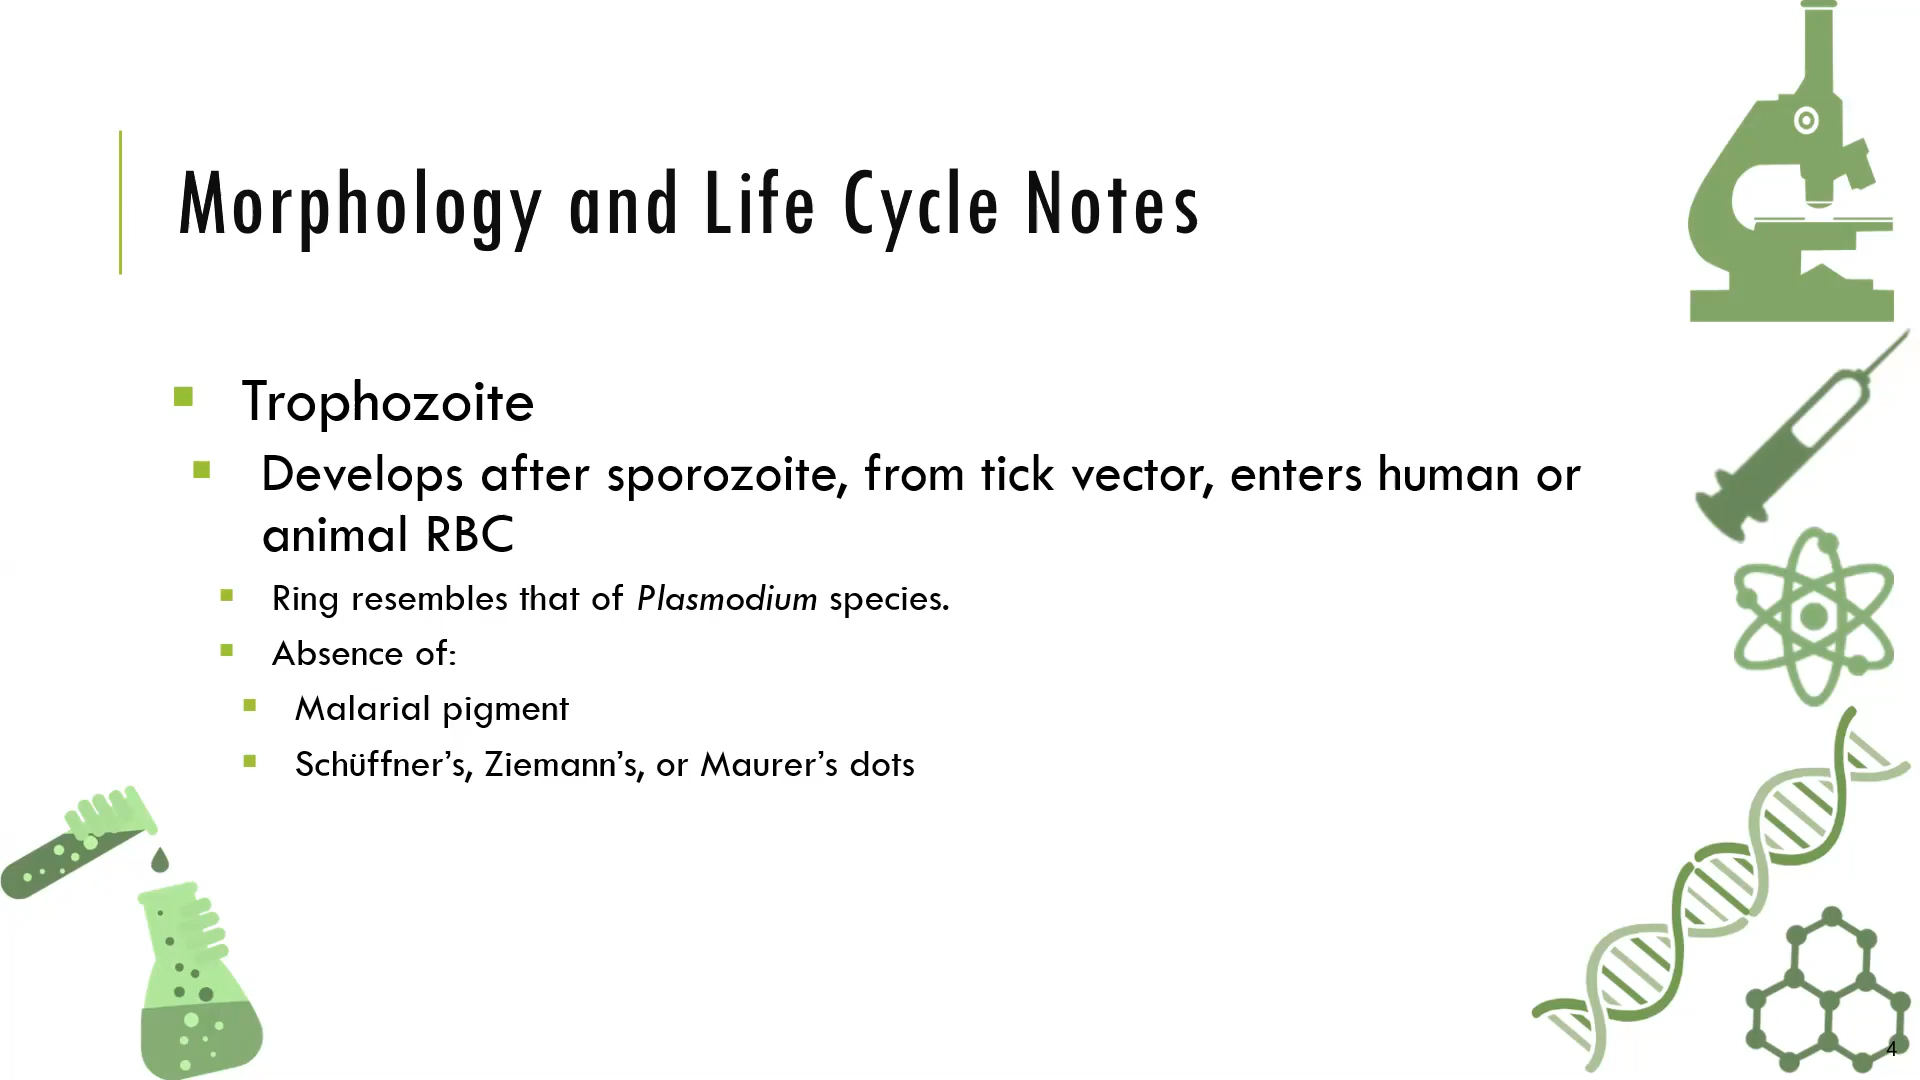 Morphology and Life Cycle Notes
Trophozoite
Develops after sporozoite, from tick vector, enters human or
animal RBC
Ring resembles that of Plasmodium species.
Absence of:
Malarial pigment
Schüffner’s, Ziemann’s, or Maurer’s dots
4